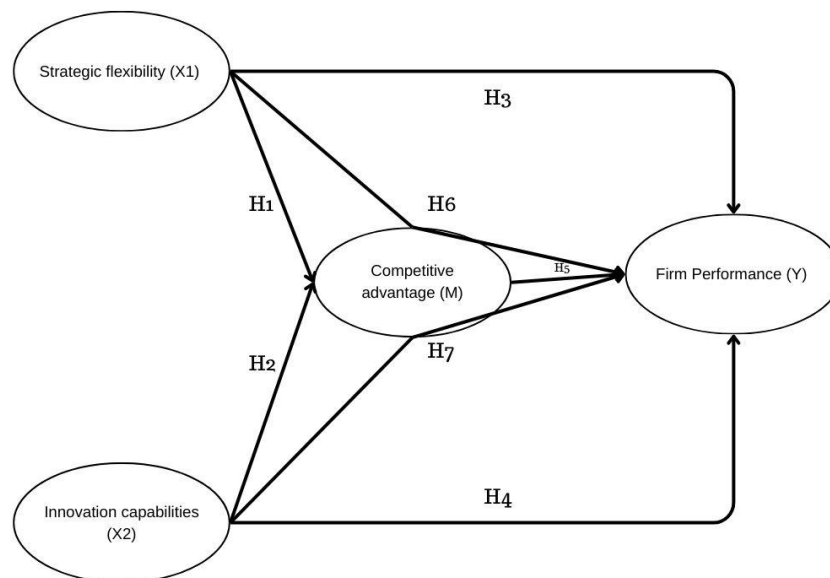 Strategic flexibility (X1)
H3
H1
H6
Competitive
advantage (M)
H5
Firm Performance (Y)
H2
H7
Innovation capabilities
(X2)
H4